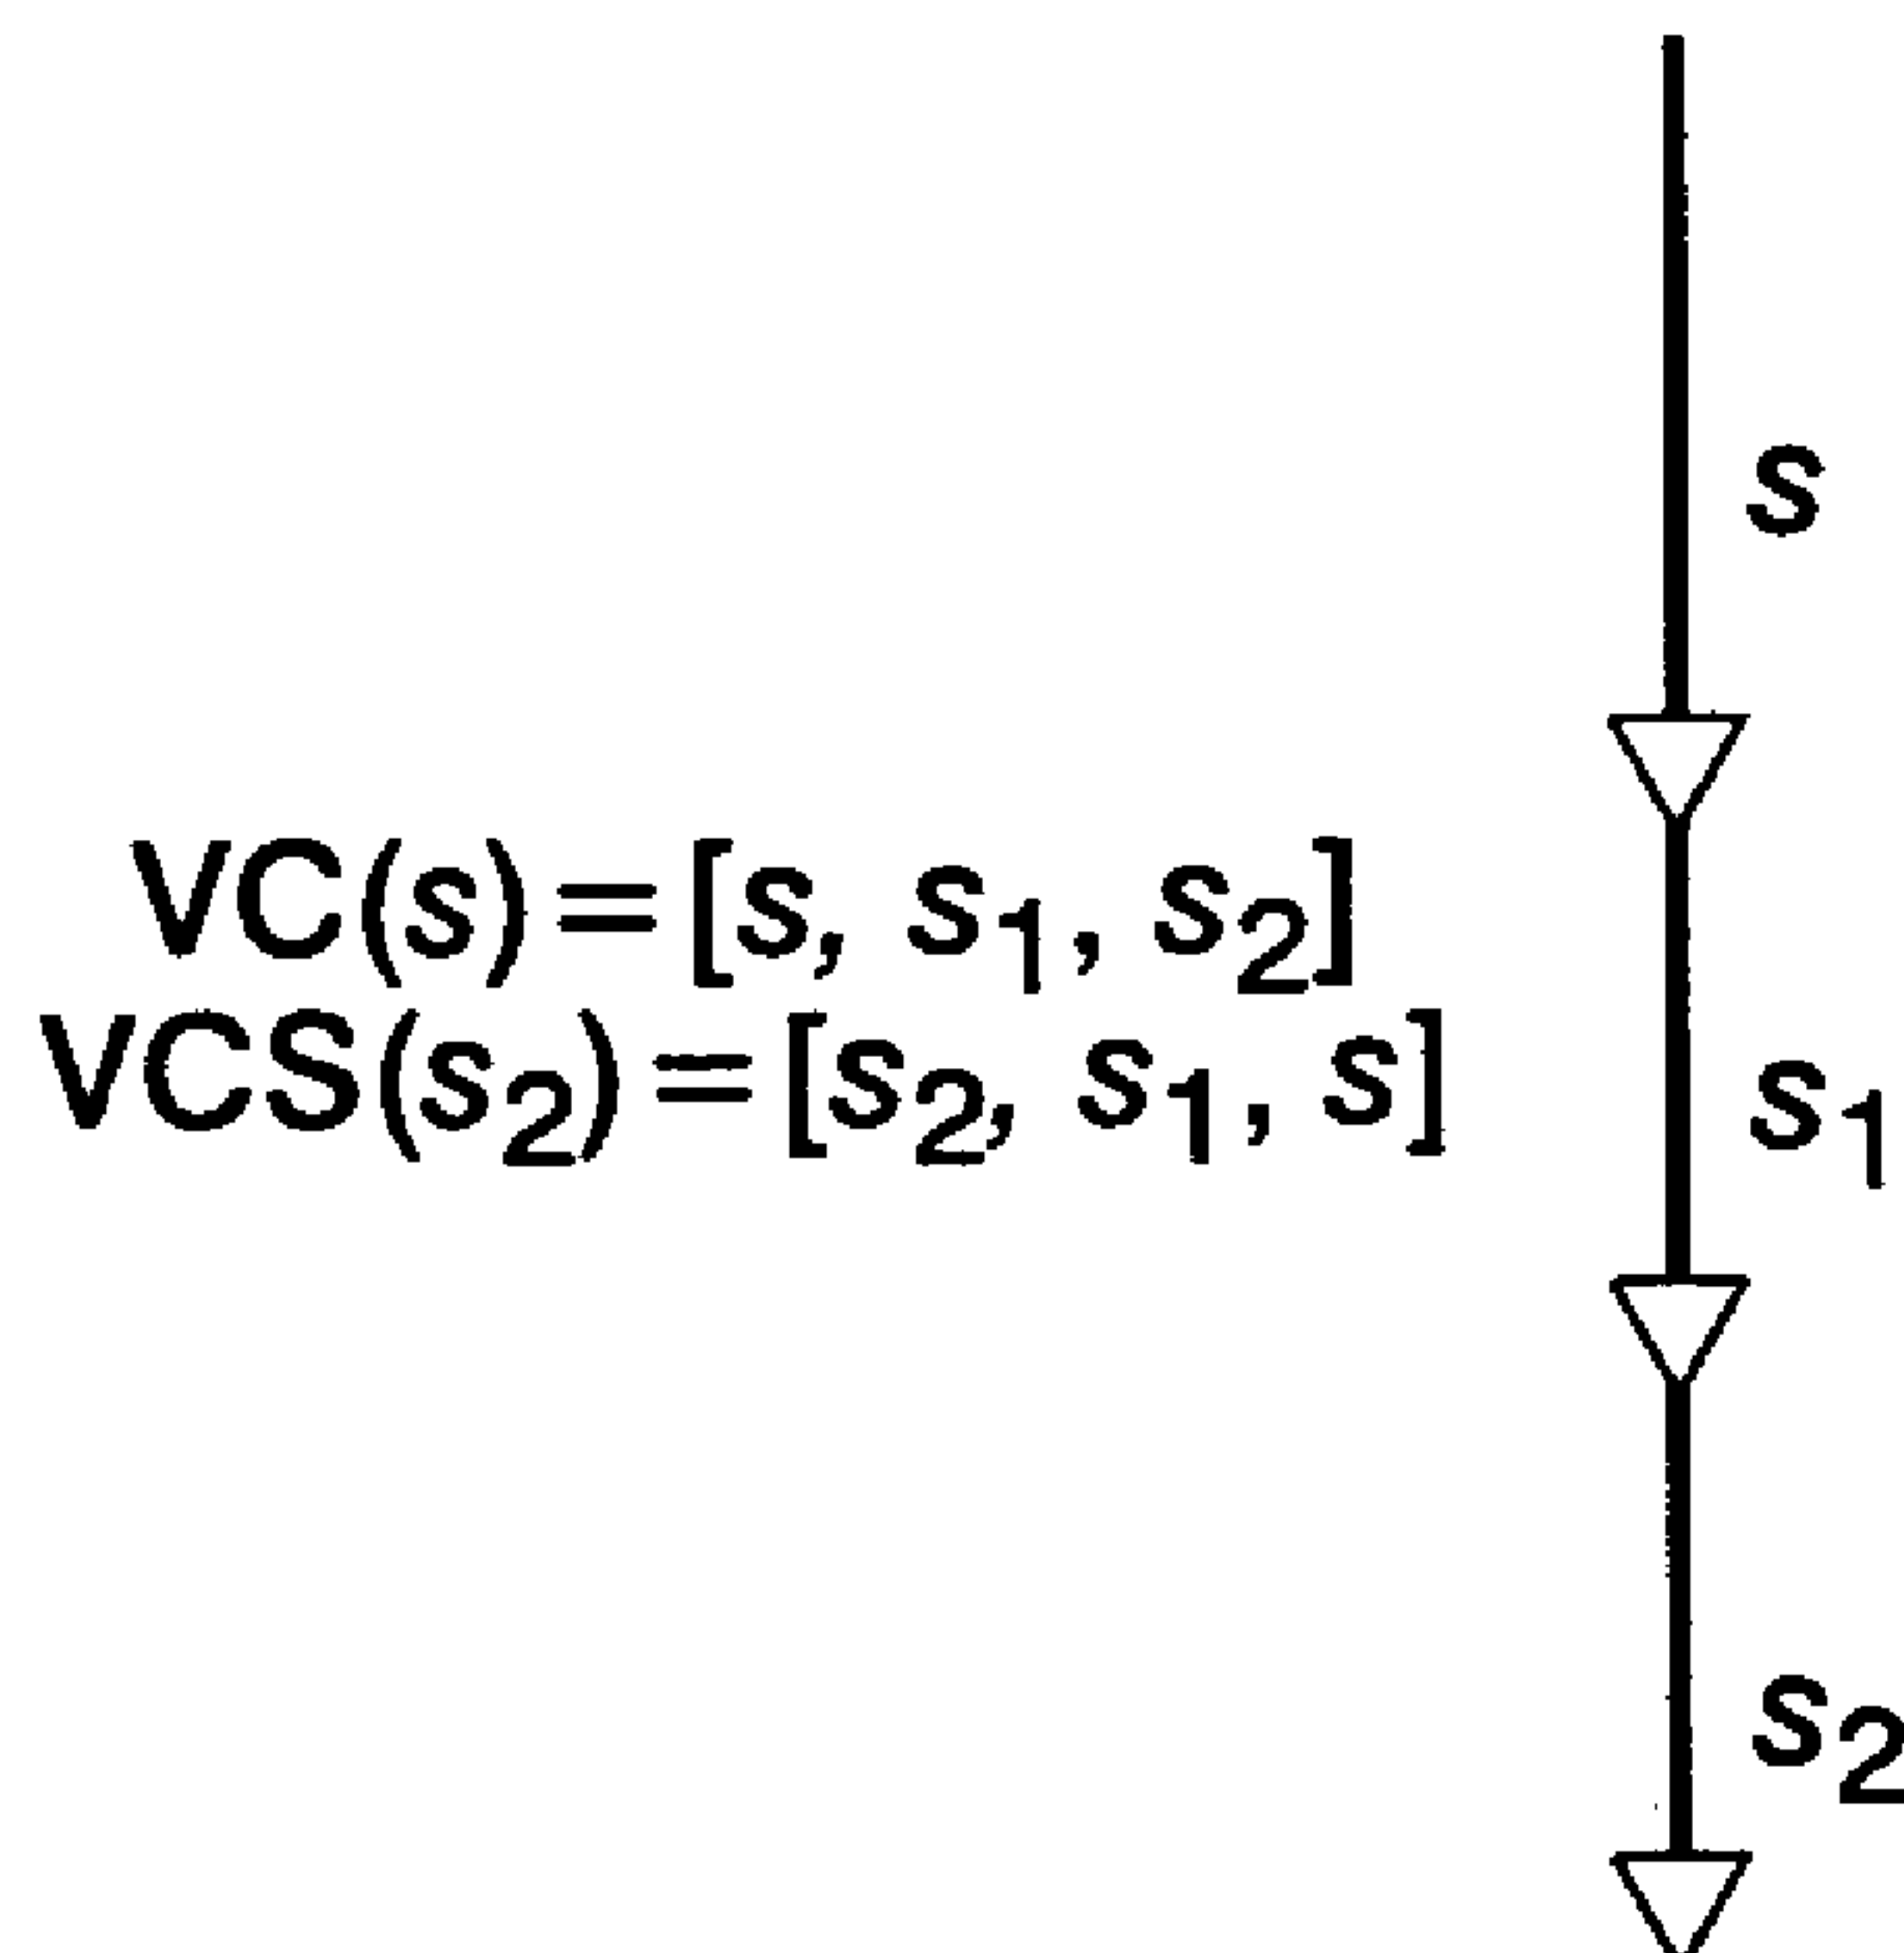 s
VC(s)=[s, s₁, s₂]
VCS(s₂)=[s₂, s₁, s]
s₁
s₂